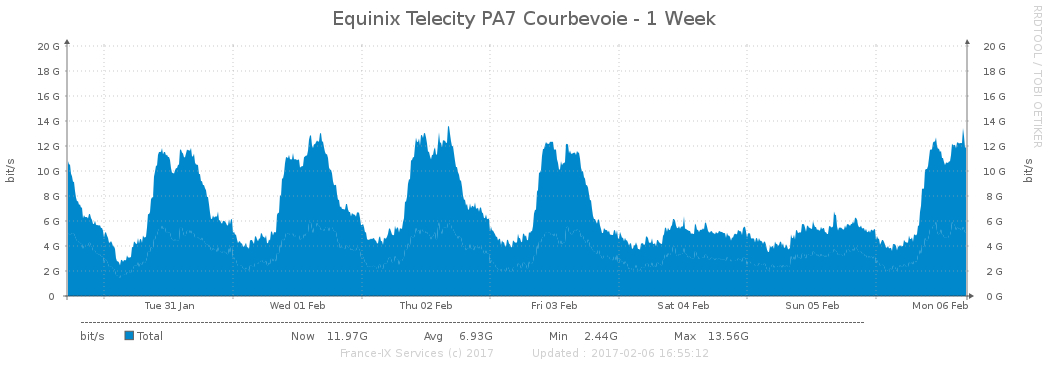 Equinix Telecity PA7 Courbevoie - 1 Week
RRDTOOL / TOBI OETIKER
bit/s
20 G
18 G
16 G
14 G
12 G
10 G
8 G
6 G
4 G
2 G
0
20 G
18 G
16 G
14 G
12 G
10 G
8 G
6 G
4 G
2 G
0 G
bit/s
Tue 31 Jan Wed 01 Feb Thu 02 Feb Fri 03 Feb Sat 04 Feb Sun 05 Feb Mon 06 Feb
bit/s Total Now 11.97G Avg 6.93G Min 2.44G Max 13.56G
France-IX Services (c) 2017 Updated : 2017-02-06 16:55:12